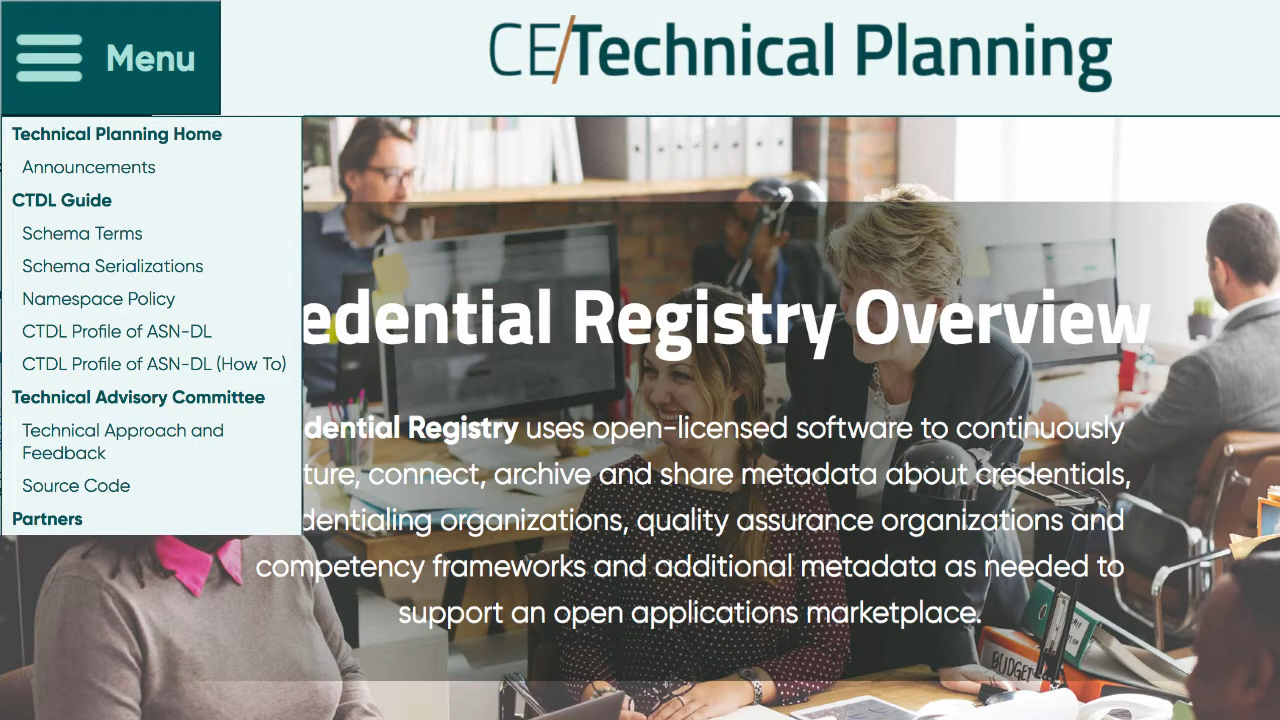 Menu
CE/Technical Planning
Technical Planning Home
Announcements
CTDL Guide
Schema Terms
Schema Serializations
Namespace Policy
CTDL Profile of ASN-DL
CTDL Profile of ASN-DL (How To)
Technical Advisory Committee
Technical Approach and
Feedback
Source Code
Partners
edential Registry Overview
dential Registry uses open-licensed software to continuously
ture, connect, archive and share metadata about credentials,
dentialing organizations, quality assurance organizations and
competency frameworks and additional metadata as needed to
support an open applications marketplace.
BUDGET